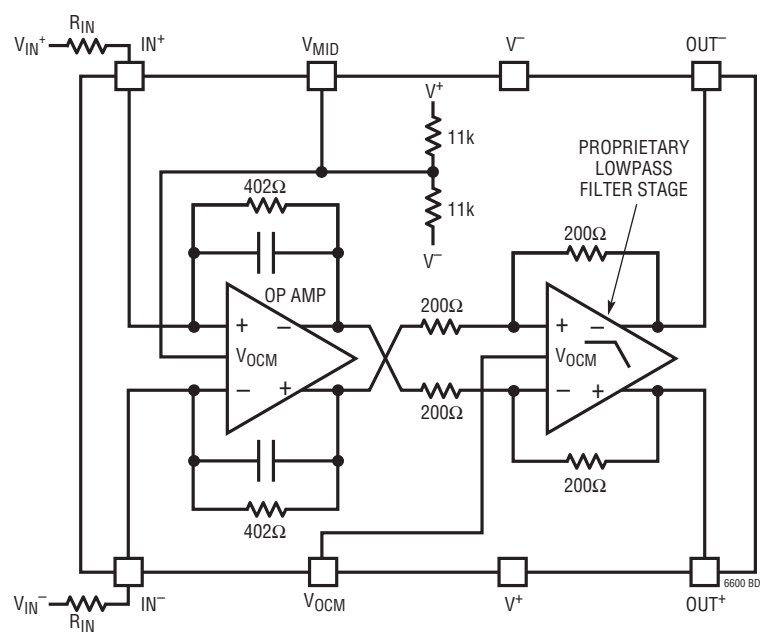 RIN
VIN+
IN+
VMID
V−
OUT−
V+
11k
11k
V−
PROPRIETARY
LOWPASS
FILTER STAGE
402Ω
OP AMP
+
−
VOCM
−
+
402Ω
200Ω
200Ω
200Ω
+
−
VOCM
−
+
200Ω
VIN−
RIN
IN−
VOCM
V+
OUT+
6600 BD